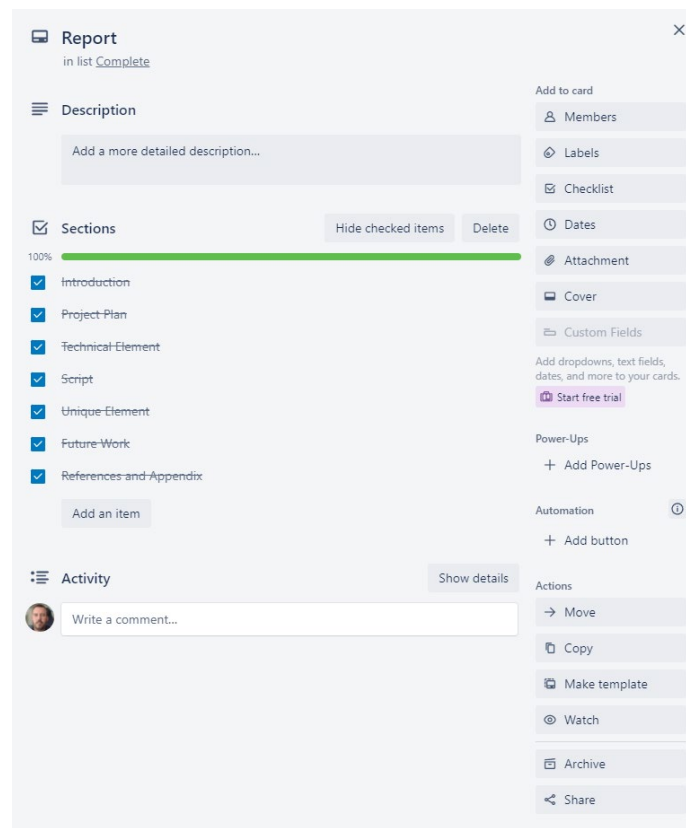 Report
in list Complete
Description
Add a more detailed description...
Sections
Hide checked items
Delete
100%
Introduction
Project Plan
Technical Element
Script
Unique Element
Future Work
References and Appendix
Add an item
Activity
Show details
Write a comment...
Add to card
Members
Labels
Checklist
Dates
Attachment
Cover
Custom Fields
Add dropdowns, text fields,
dates, and more to your cards.
Start free trial
Power-Ups
+ Add Power-Ups
Automation
+ Add button
Actions
Move
Copy
Make template
Watch
Archive
Share